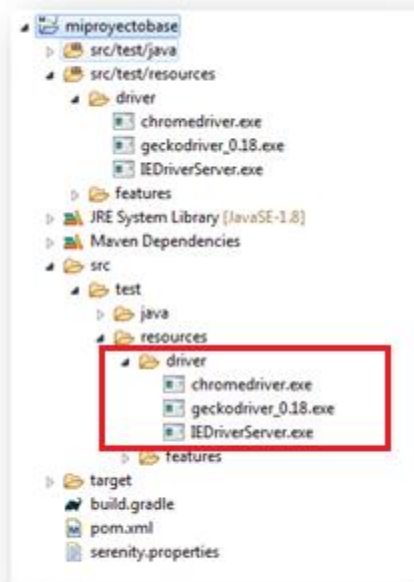 miproyectobase
src/test/java
src/test/resources
driver
chromedriver.exe
geckodriver_0.18.exe
IEDriverServer.exe
features
JRE System Library [JavaSE-1.8]
Maven Dependencies
src
test
java
resources
driver
chromedriver.exe
geckodriver_0.18.exe
IEDriverServer.exe
features
target
build.gradle
pom.xml
serenity.properties